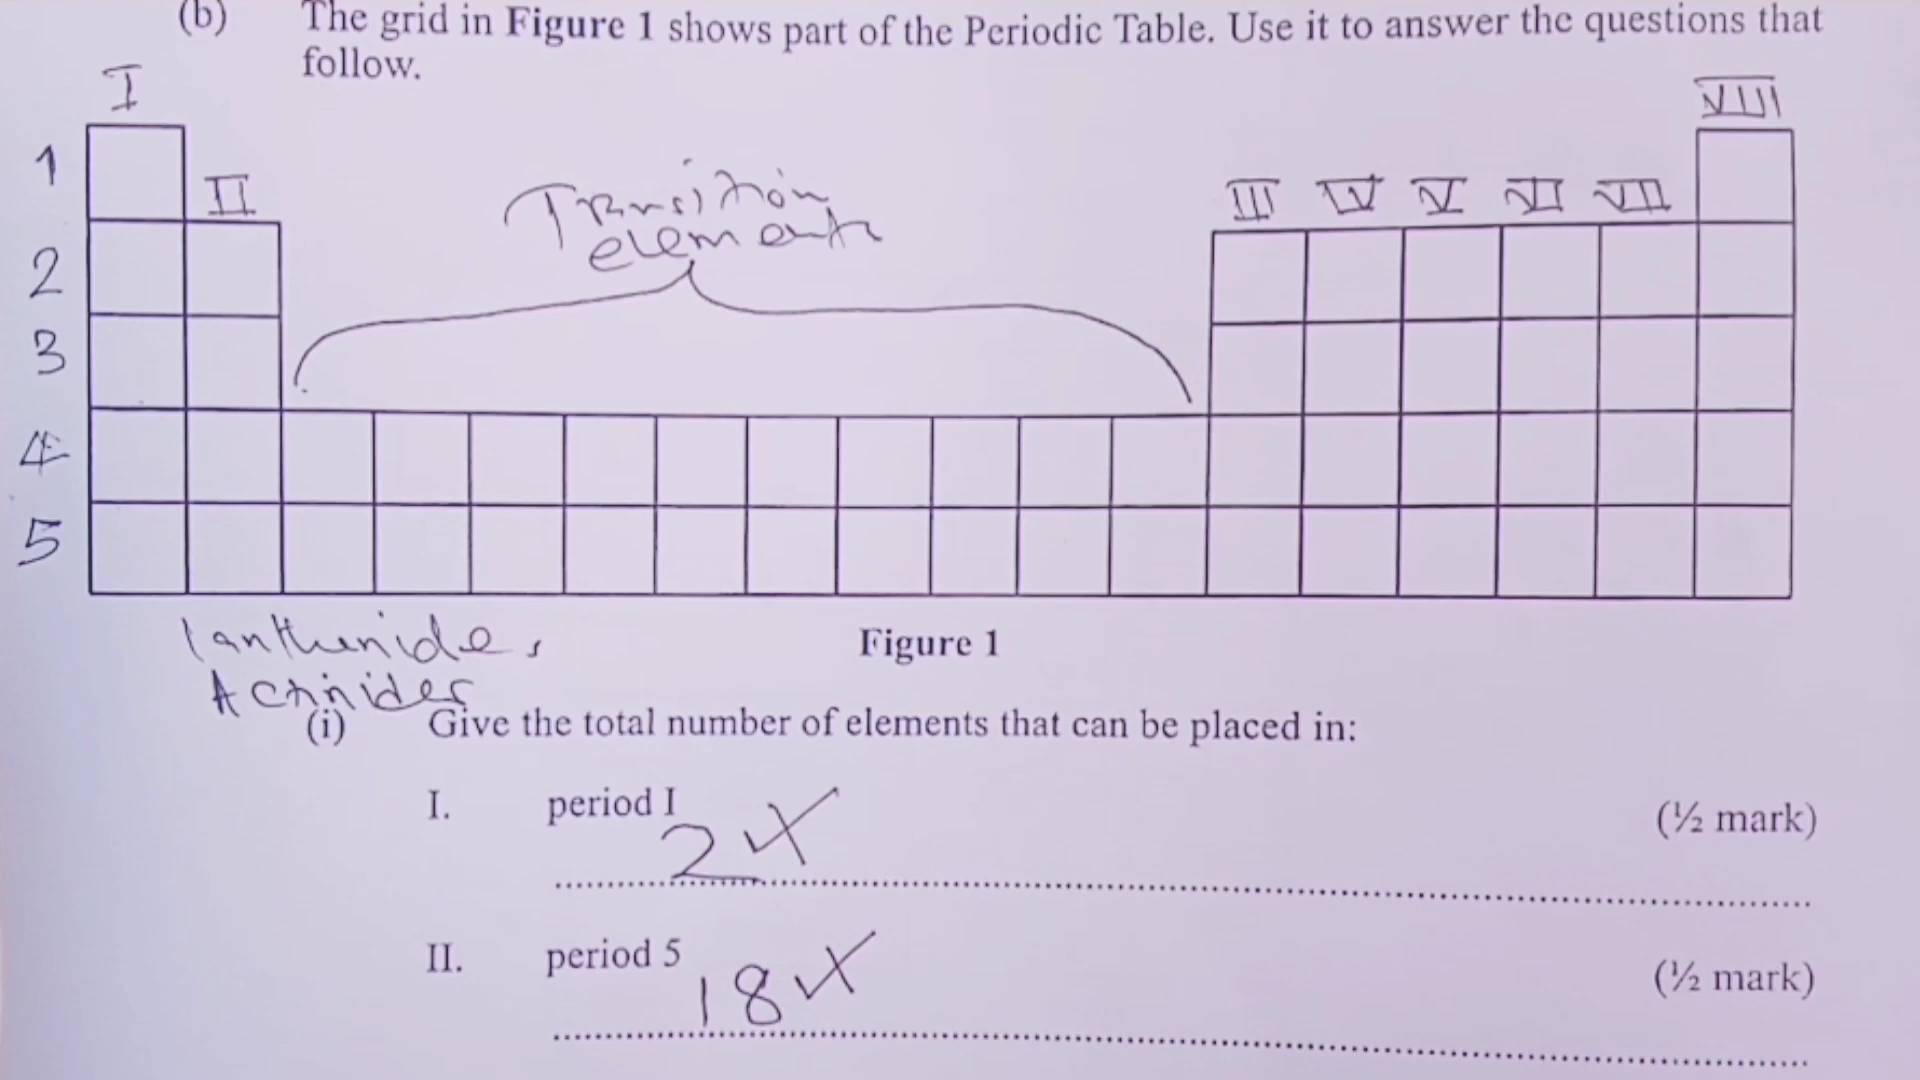 (b) The grid in Figure 1 shows part of the Periodic Table. Use it to answer the questions that
follow.
I
VIII
1
II
Transition
elements
III IV V VI VII
2
3
4
5
lanthenides
Actinides
Figure 1
(i) Give the total number of elements that can be placed in:
I. period I (½ mark)
2
II. period 5 (½ mark)
18